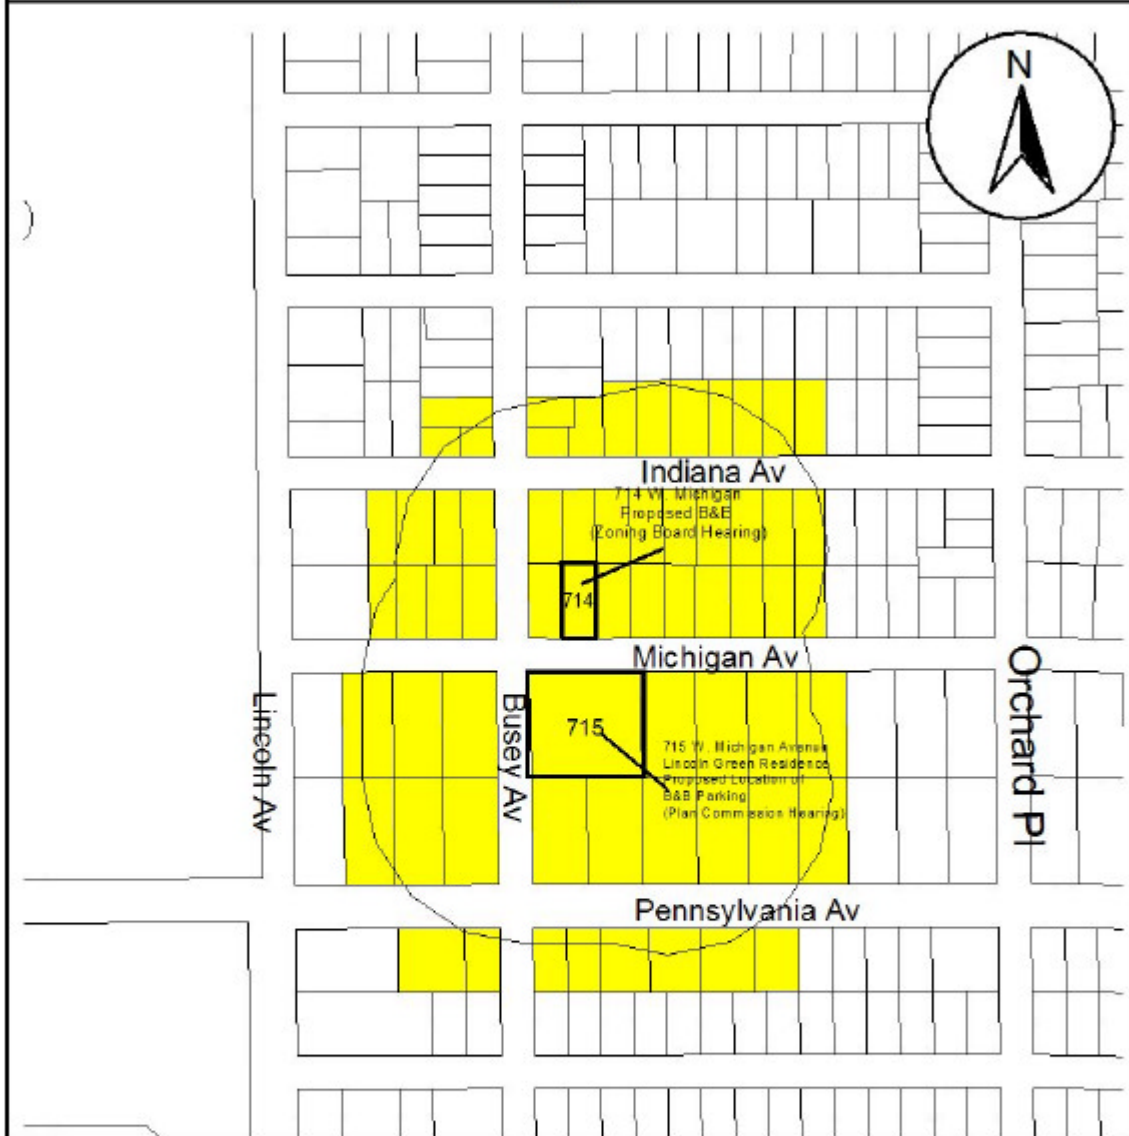 N
Indiana Av
714 W. Michigan
Proposed B&B
(Zoning Board Hearing)
714
Michigan Av
Lincoln Av
Busey Av
715
Orchard Pl
715 W. Michigan Avenue
Lincoln Green Residence
Proposed Location of
B&B Parking
(Plan Commission Hearing)
Pennsylvania Av